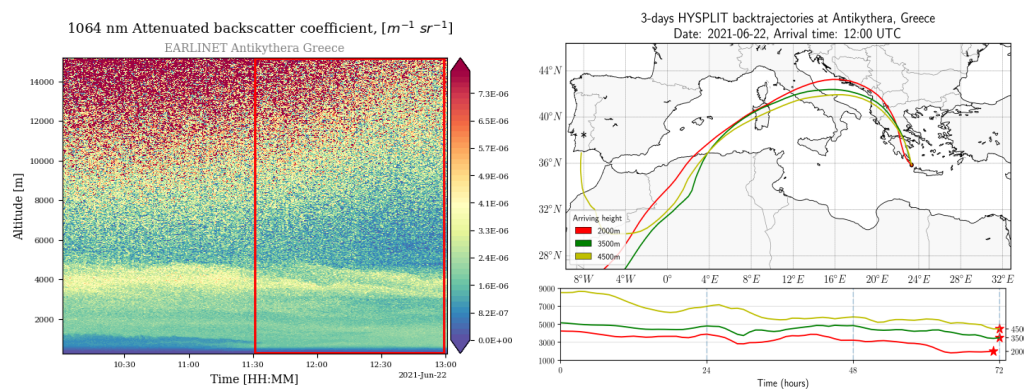 1064 nm Attenuated backscatter coefficient, [m⁻¹ sr⁻¹]
EARLINET Antikythera Greece
Altitude [m]
14000
12000
10000
8000
6000
4000
2000
10:30
11:00
11:30
12:00
12:30
13:00
2021-Jun-22
Time [HH:MM]
7.3E-06
6.5E-06
5.7E-06
4.9E-06
4.1E-06
3.3E-06
2.4E-06
1.6E-06
8.2E-07
0.0E+00
3-days HYSPLIT backtrajectories at Antikythera, Greece
Date: 2021-06-22, Arrival time: 12:00 UTC
44°N
40°N
36°N
32°N
28°N
Arriving height
2000m
3500m
4500m
8°W 4°W 0° 4°E 8°E 12°E 16°E 20°E 24°E 28°E 32°E
9000
7000
5000
3000
1000
4500
3500
2000
0 24 48 72
Time (hours)